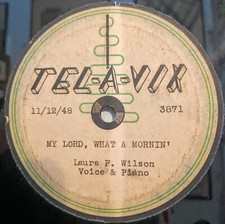 TEL-A-VIX
11/12/48 3871
MY LORD, WHAT A MORNIN'
Laura F. Wilson
Voice & Piano